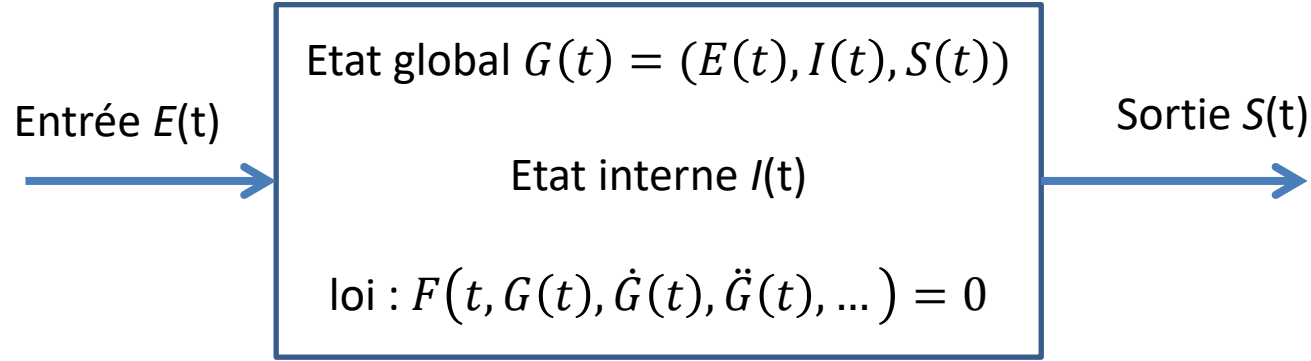 Etat global G(t) = (E(t), I(t), S(t))
Entrée E(t)
Sortie S(t)
Etat interne I(t)
loi : F(t, G(t), Ġ(t), G̈(t), … ) = 0